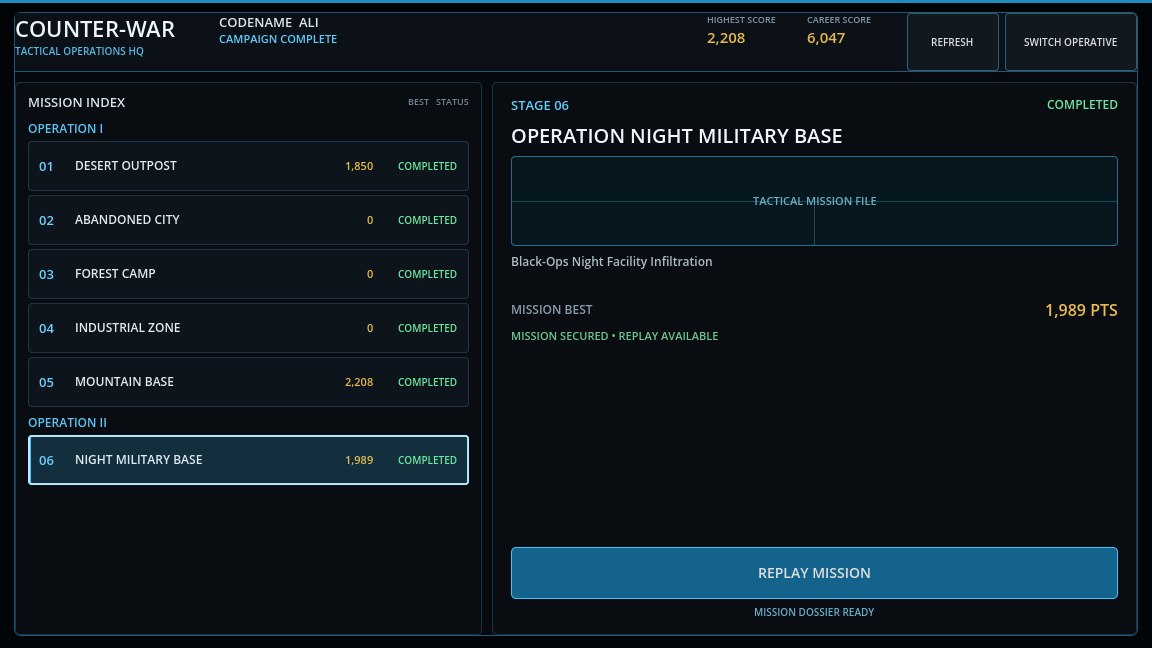 COUNTER-WAR
TACTICAL OPERATIONS HQ
CODENAME ALI
CAMPAIGN COMPLETE
HIGHEST SCORE
2,208
CAREER SCORE
6,047
REFRESH
SWITCH OPERATIVE
MISSION INDEX BEST STATUS
OPERATION I
01 DESERT OUTPOST 1,850 COMPLETED
02 ABANDONED CITY 0 COMPLETED
03 FOREST CAMP 0 COMPLETED
04 INDUSTRIAL ZONE 0 COMPLETED
05 MOUNTAIN BASE 2,208 COMPLETED
OPERATION II
06 NIGHT MILITARY BASE 1,989 COMPLETED
STAGE 06 COMPLETED
OPERATION NIGHT MILITARY BASE
TACTICAL MISSION FILE
Black-Ops Night Facility Infiltration
MISSION BEST 1,989 PTS
MISSION SECURED • REPLAY AVAILABLE
REPLAY MISSION
MISSION DOSSIER READY